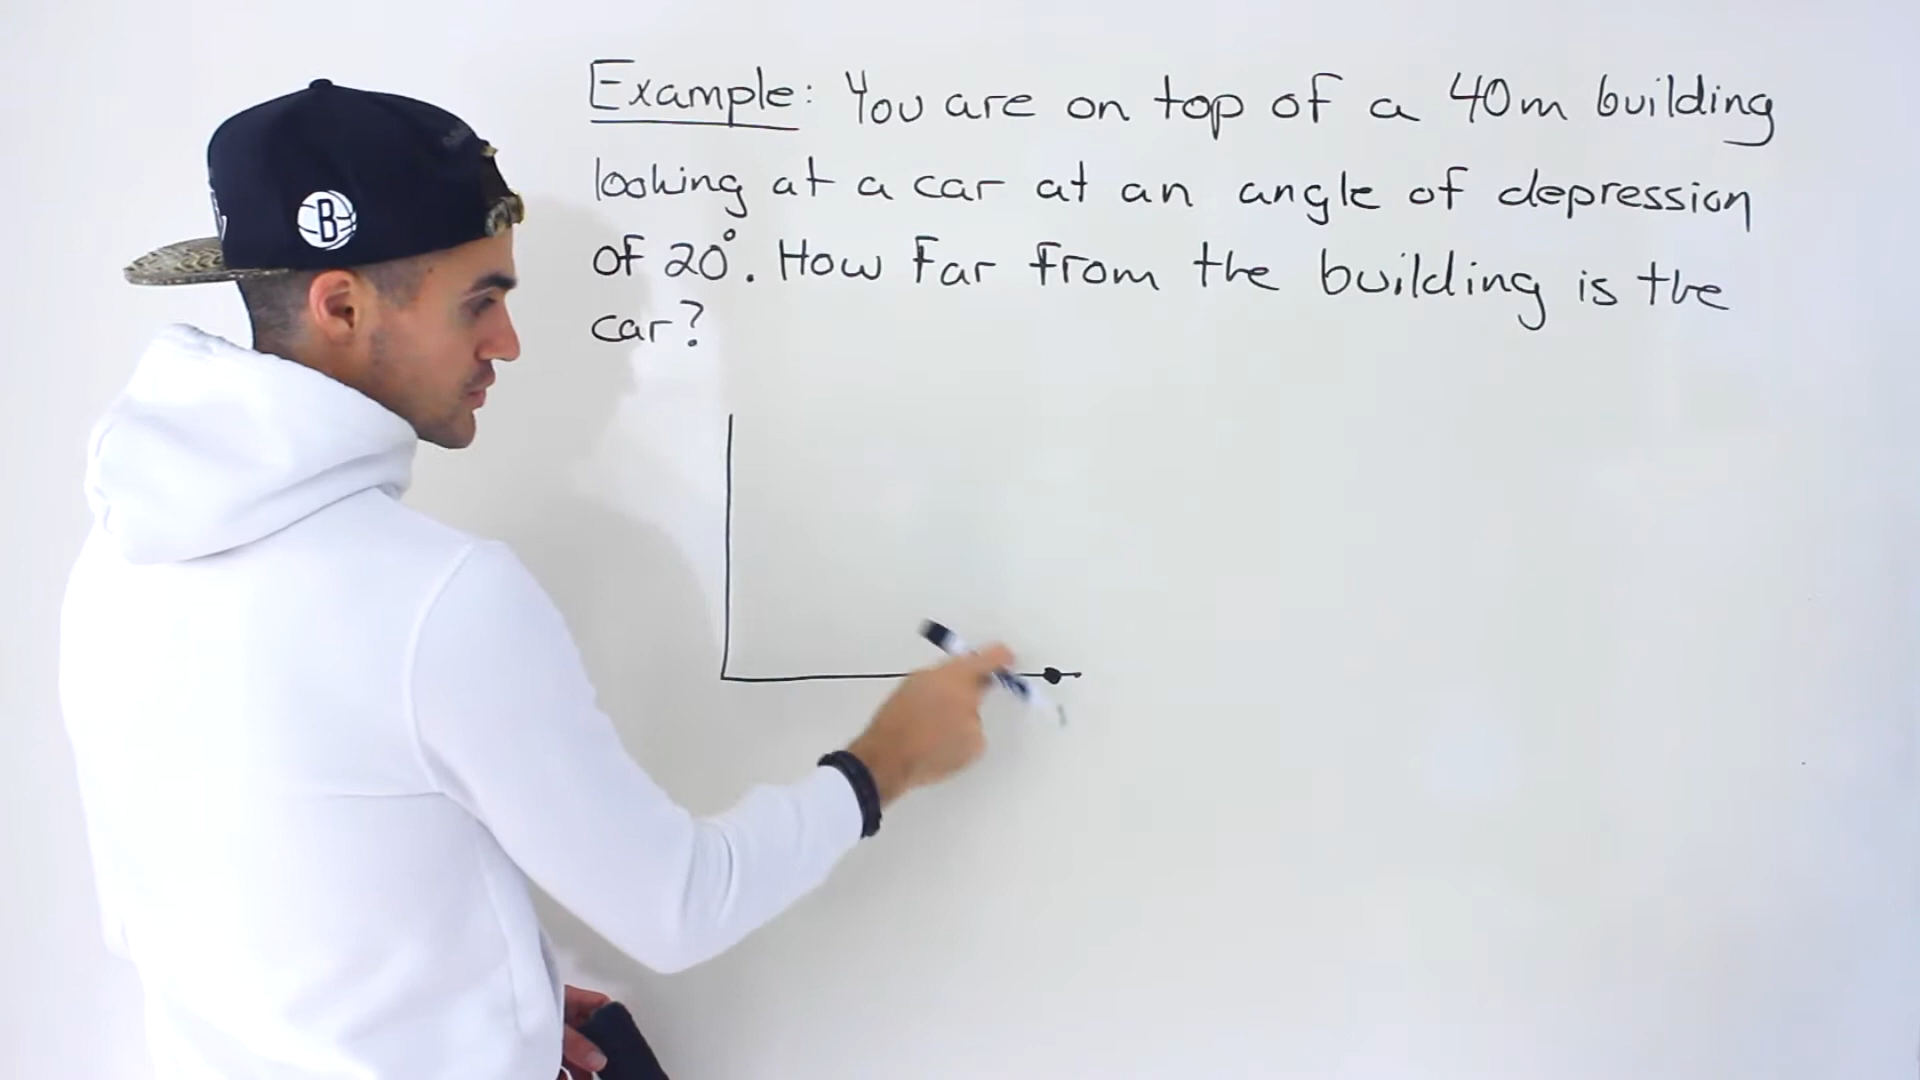 Example: You are on top of a 40m building
looking at a car at an angle of depression
of 20°. How far from the building is the
car?
B